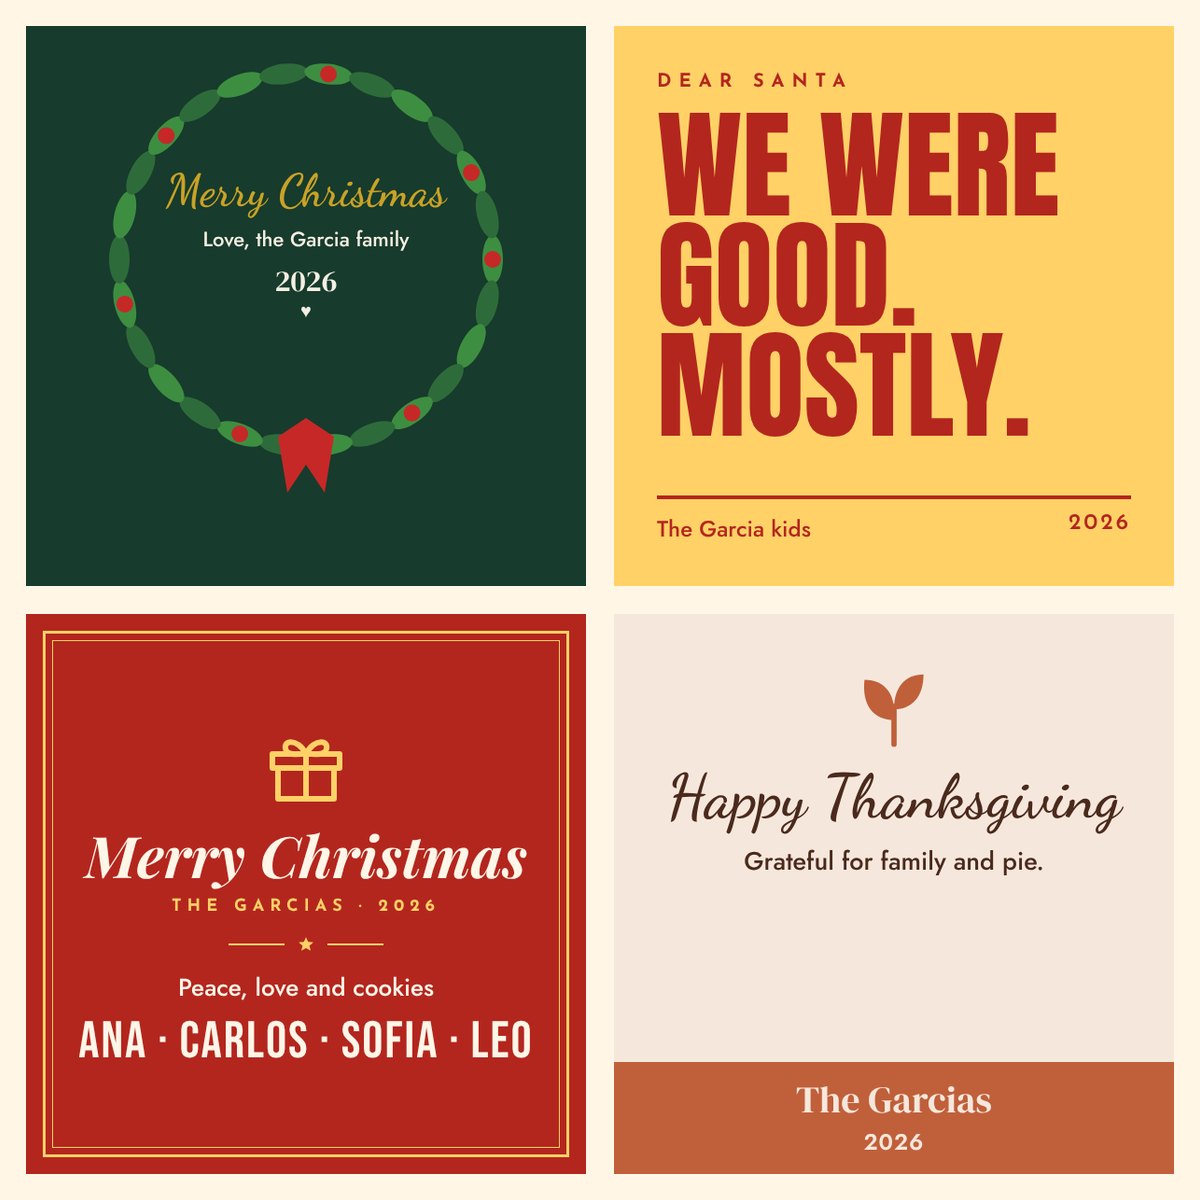 Merry Christmas
Love, the Garcia family
2026
♥
DEAR SANTA
WE WERE
GOOD.
MOSTLY.
The Garcia kids
2026
Merry Christmas
THE GARCIAS · 2026
Peace, love and cookies
ANA · CARLOS · SOFIA · LEO
Happy Thanksgiving
Grateful for family and pie.
The Garcias
2026